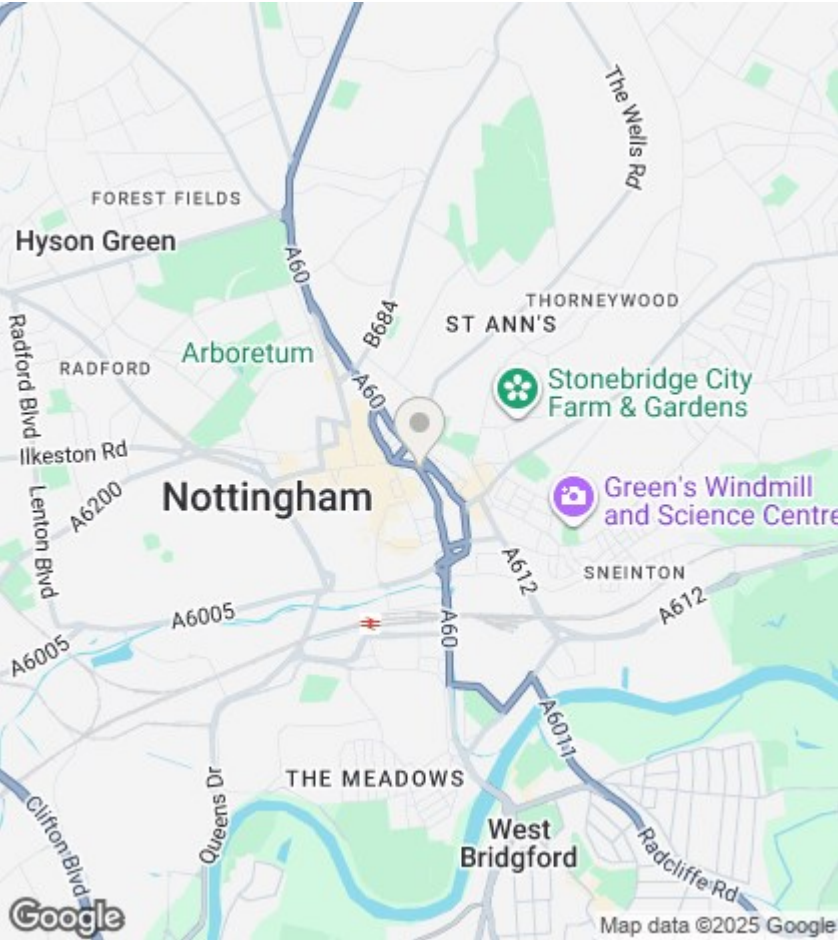 The Wells Rd
FOREST FIELDS
Hyson Green
A60
THORNEYWOOD
B684
ST ANN'S
Radford Blvd
Arboretum
RADFORD
A60
Stonebridge City
Farm & Gardens
Ilkeston Rd
A6200
Lenton Blvd
Nottingham
Green's Windmill
and Science Centre
A612
SNEINTON
A612
A6005
A60
A6005
A6011
THE MEADOWS
Queens Dr
Clifton Blvd
West
Bridgford
Radcliffe Rd
Google
Map data ©2025 Google